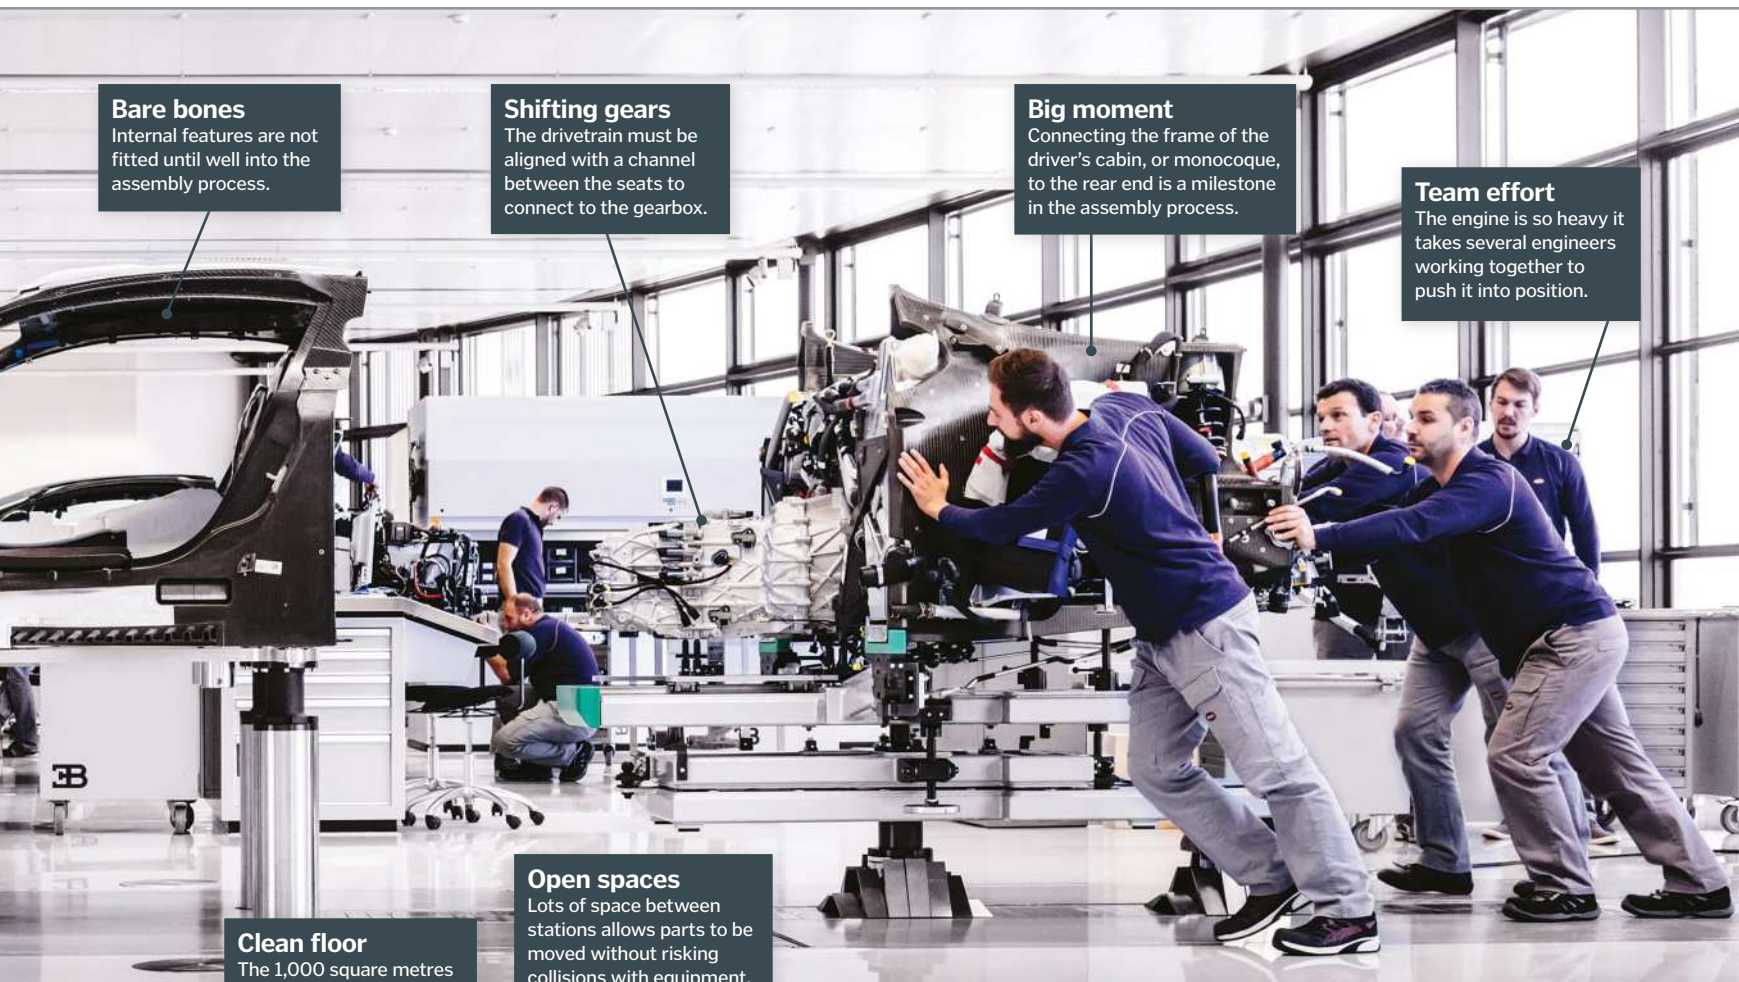 Bare bones
Internal features are not
fitted until well into the
assembly process.
Shifting gears
The drivetrain must be
aligned with a channel
between the seats to
connect to the gearbox.
Big moment
Connecting the frame of the
driver's cabin, or monocoque,
to the rear end is a milestone
in the assembly process.
Team effort
The engine is so heavy it
takes several engineers
working together to
push it into position.
Open spaces
Lots of space between
stations allows parts to be
moved without risking
collisions with equipment.
Clean floor
The 1,000 square metres
EB